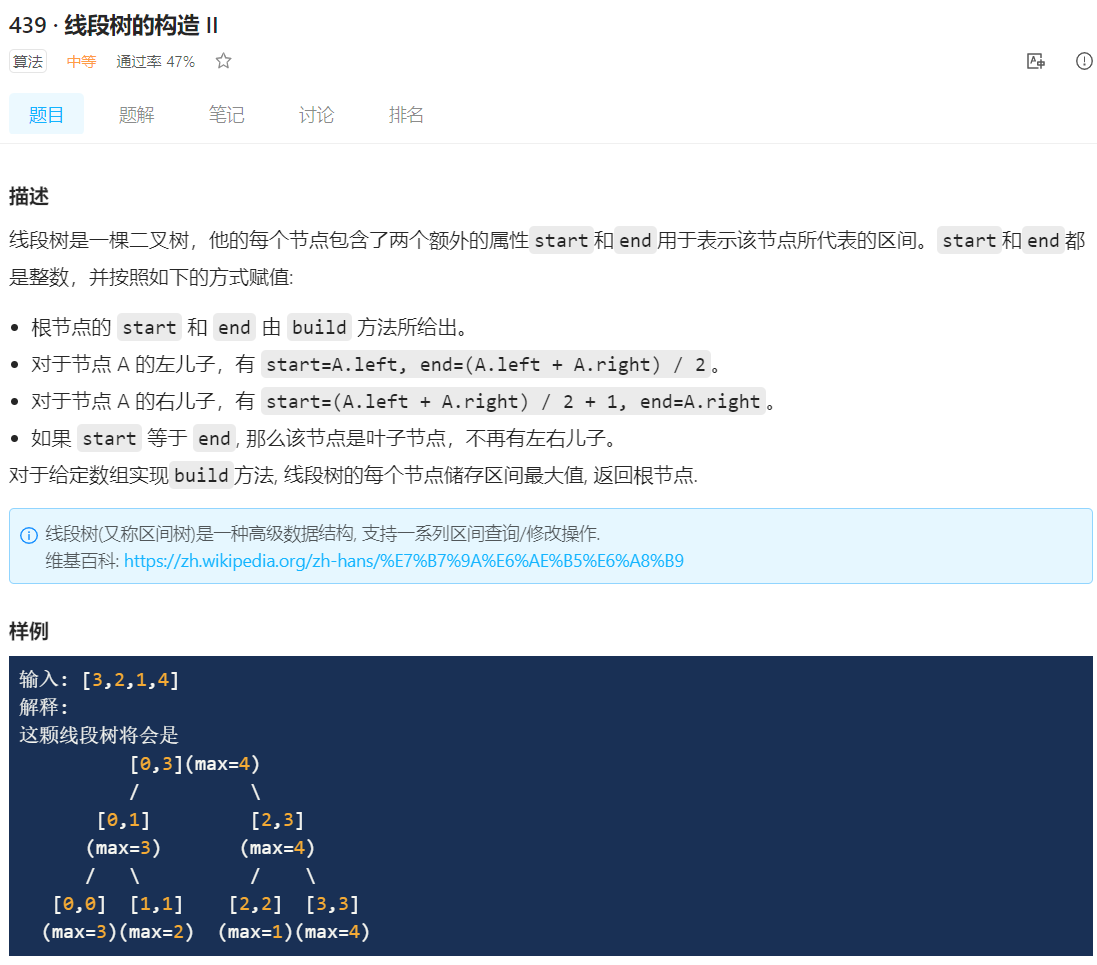 439 · 线段树的构造 II
算法 中等 通过率 47%
题目 题解 笔记 讨论 排名
描述
线段树是一棵二叉树，他的每个节点包含了两个额外的属性start和end用于表示该节点所代表的区间。start和end都
是整数，并按照如下的方式赋值:
• 根节点的 start 和 end 由 build 方法所给出。
• 对于节点 A 的左儿子，有 start=A.left, end=(A.left + A.right) / 2。
• 对于节点 A 的右儿子，有 start=(A.left + A.right) / 2 + 1, end=A.right。
• 如果 start 等于 end, 那么该节点是叶子节点，不再有左右儿子。
对于给定数组实现build方法, 线段树的每个节点储存区间最大值, 返回根节点.
线段树(又称区间树)是一种高级数据结构, 支持一系列区间查询/修改操作.
维基百科: https://zh.wikipedia.org/zh-hans/%E7%B7%9A%E6%AE%B5%E6%A8%B9
样例
输入: [3,2,1,4]
解释:
这颗线段树将会是
[0,3](max=4)
/ \
[0,1] [2,3]
(max=3) (max=4)
/ \ / \
[0,0] [1,1] [2,2] [3,3]
(max=3)(max=2) (max=1)(max=4)